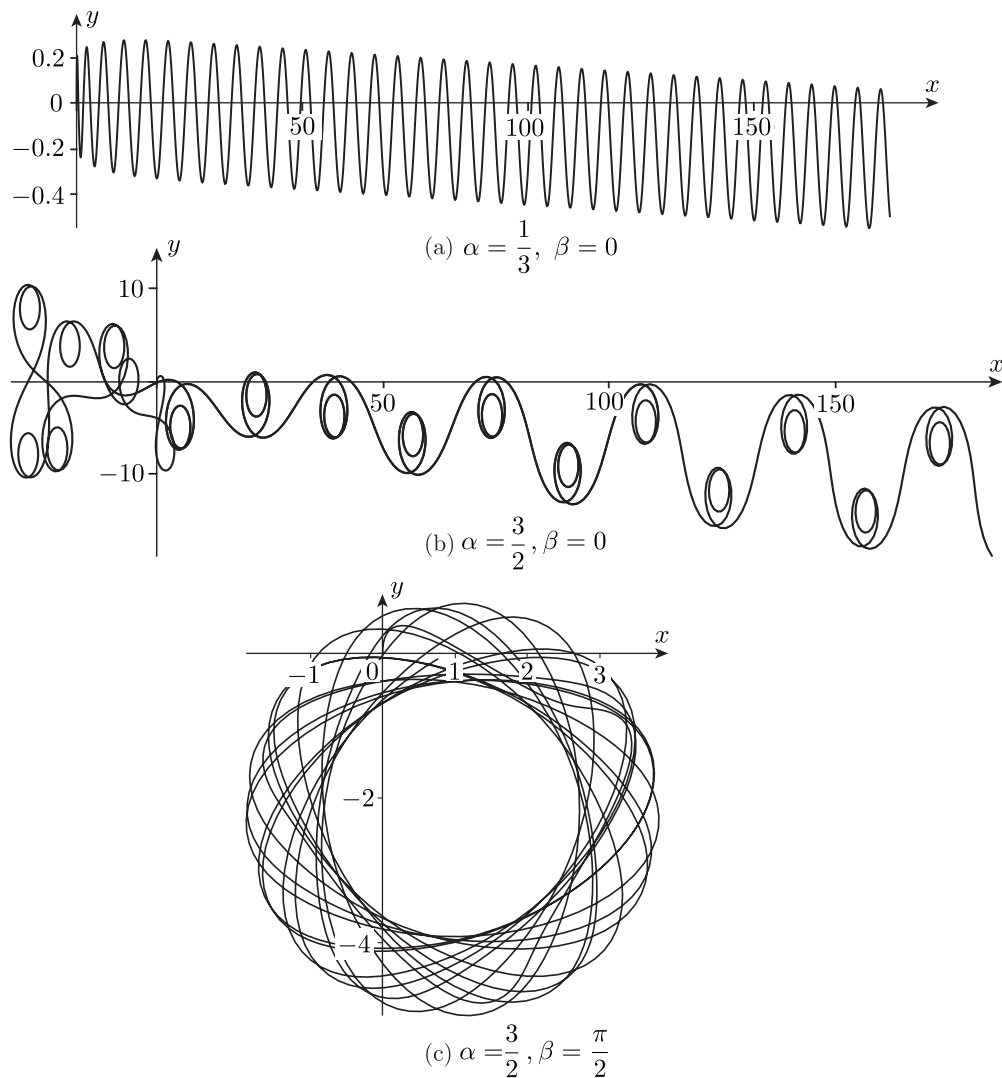 y
0.2
0
−0.2
−0.4
50 100 150 x
(a) α = 1/3, β = 0
y
10
−10
50 100 150 x
(b) α = 3/2, β = 0
y
x
−1 0 1 2 3
−2
−4
(c) α = 3/2, β = π/2